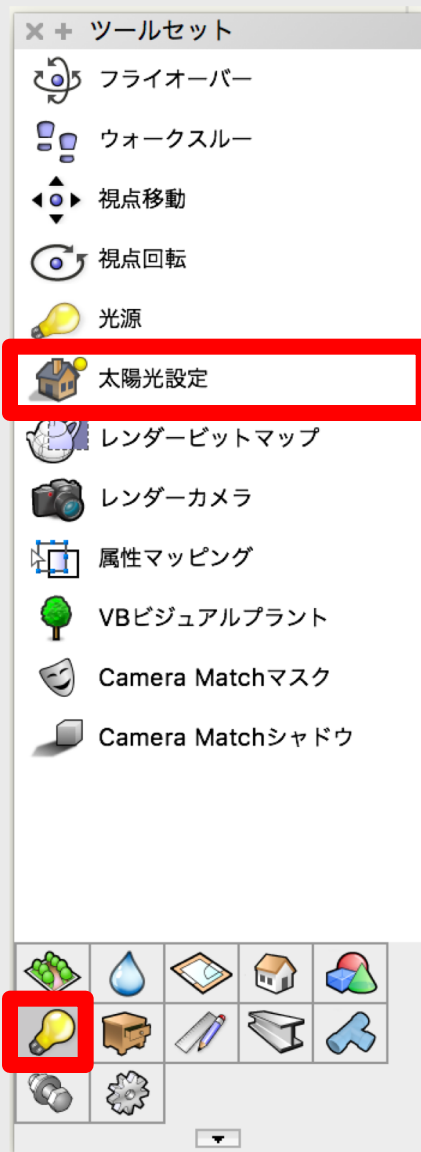 ツールセット
フライオーバー
ウォークスルー
視点移動
視点回転
光源
太陽光設定
レンダービットマップ
レンダーカメラ
属性マッピング
VBビジュアルプラント
Camera Matchマスク
Camera Matchシャドウ